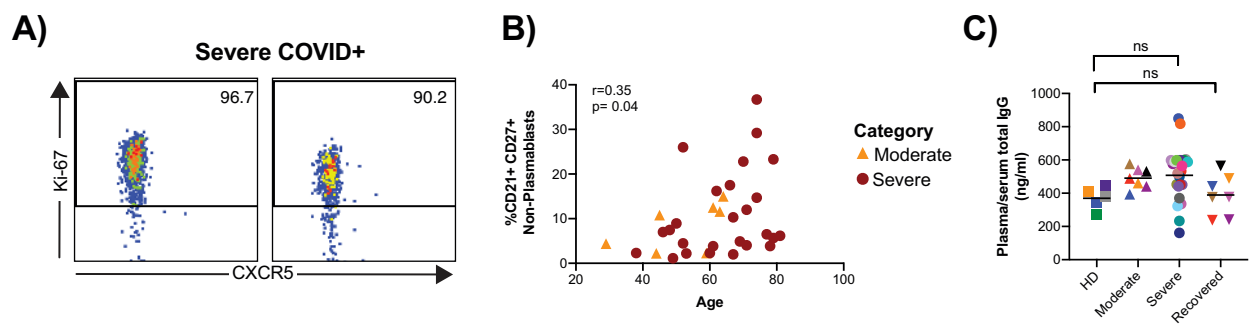 A)
Severe COVID+
96.7
90.2
Ki-67
CXCR5
B)
r=0.35
p= 0.04
%CD21+ CD27+
Non-Plasmablasts
40
30
20
10
0
20
40
60
80
100
Age
Category
Moderate
Severe
C)
ns
ns
Plasma/serum total IgG
(ng/ml)
1000
800
600
400
200
0
HD
Moderate
Severe
Recovered